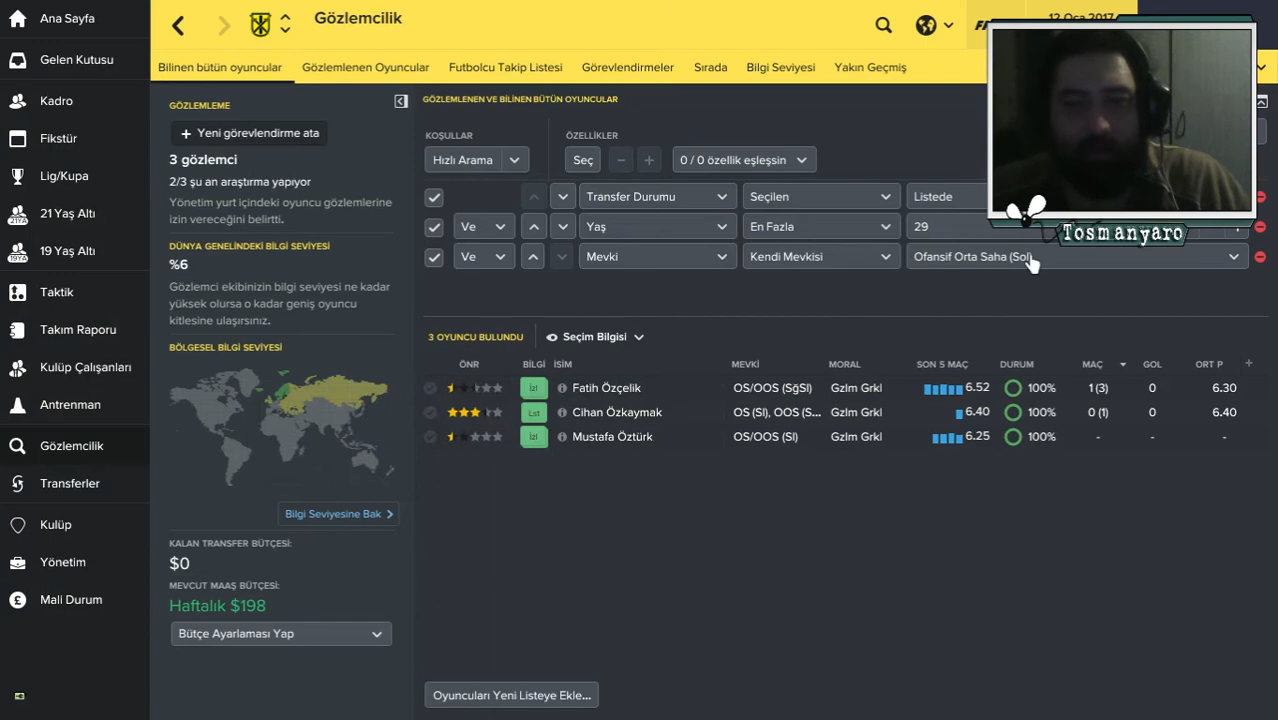 Ana Sayfa
Gelen Kutusu
Kadro
Fikstür
Lig/Kupa
21 Yaş Altı
19 Yaş Altı
Taktik
Takım Raporu
Kulüp Çalışanları
Antrenman
Gözlemcilik
Transferler
Kulüp
Yönetim
Mali Durum
Gözlemcilik
12 Oca 2017
Bilinen bütün oyuncular
Gözlemlenen Oyuncular
Futbolcu Takip Listesi
Görevlendirmeler
Sırada
Bilgi Seviyesi
Yakın Geçmiş
GÖZLEMLEME
+ Yeni görevlendirme ata
3 gözlemci
2/3 şu an araştırma yapıyor
Yönetim yurt içindeki oyuncu gözlemlerine
izin vereceğini belirtti.
DÜNYA GENELİNDEKİ BİLGİ SEVİYESİ
%6
Gözlemci ekibinizin bilgi seviyesi ne kadar
yüksek olursa o kadar geniş oyuncu
kitlesine ulaşırsınız.
BÖLGESEL BİLGİ SEVİYESİ
Bilgi Seviyesine Bak
KALAN TRANSFER BÜTÇESİ:
$0
MEVCUT MAAŞ BÜTÇESİ:
Haftalık $198
Bütçe Ayarlaması Yap
GÖZLEMLENEN VE BİLİNEN BÜTÜN OYUNCULAR
KOŞULLAR
ÖZELLİKLER
Hızlı Arama
Seç
0 / 0 özellik eşleşsin
Transfer Durumu
Seçilen
Listede
Ve
Yaş
En Fazla
29
Ve
Mevki
Kendi Mevkisi
Ofansif Orta Saha (Sol)
Tosmanyaro
3 OYUNCU BULUNDU
Seçim Bilgisi
ÖNR BİLGİ İSİM MEVKİ MORAL SON 5 MAÇ DURUM MAÇ GOL ORT P
İzl Fatih Özçelik OS/OOS (SğSl) Gzlm Grkl 6.52 100% 1 (3) 0 6.30
Lst Cihan Özkaymak OS (Sl), OOS (S... Gzlm Grkl 6.40 100% 0 (1) 0 6.40
İzl Mustafa Öztürk OS/OOS (Sl) Gzlm Grkl 6.25 100% - - -
Oyuncuları Yeni Listeye Ekle...